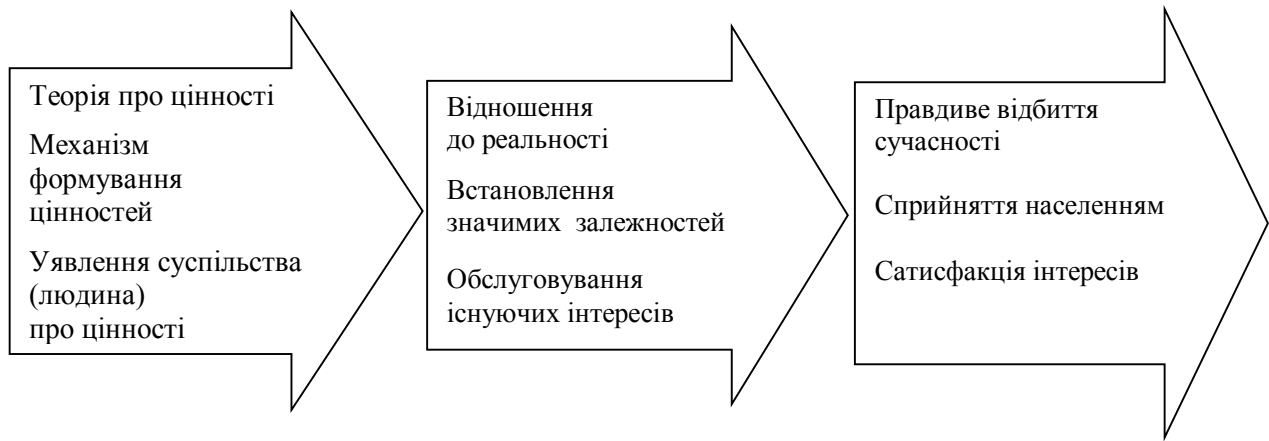 Теорія про цінності
Механізм
формування
цінностей
Уявлення суспільства
(людина)
про цінності
Відношення
до реальності
Встановлення
значимих залежностей
Обслуговування
існуючих інтересів
Правдиве відбиття
сучасності
Сприйняття населенням
Сатисфакція інтересів